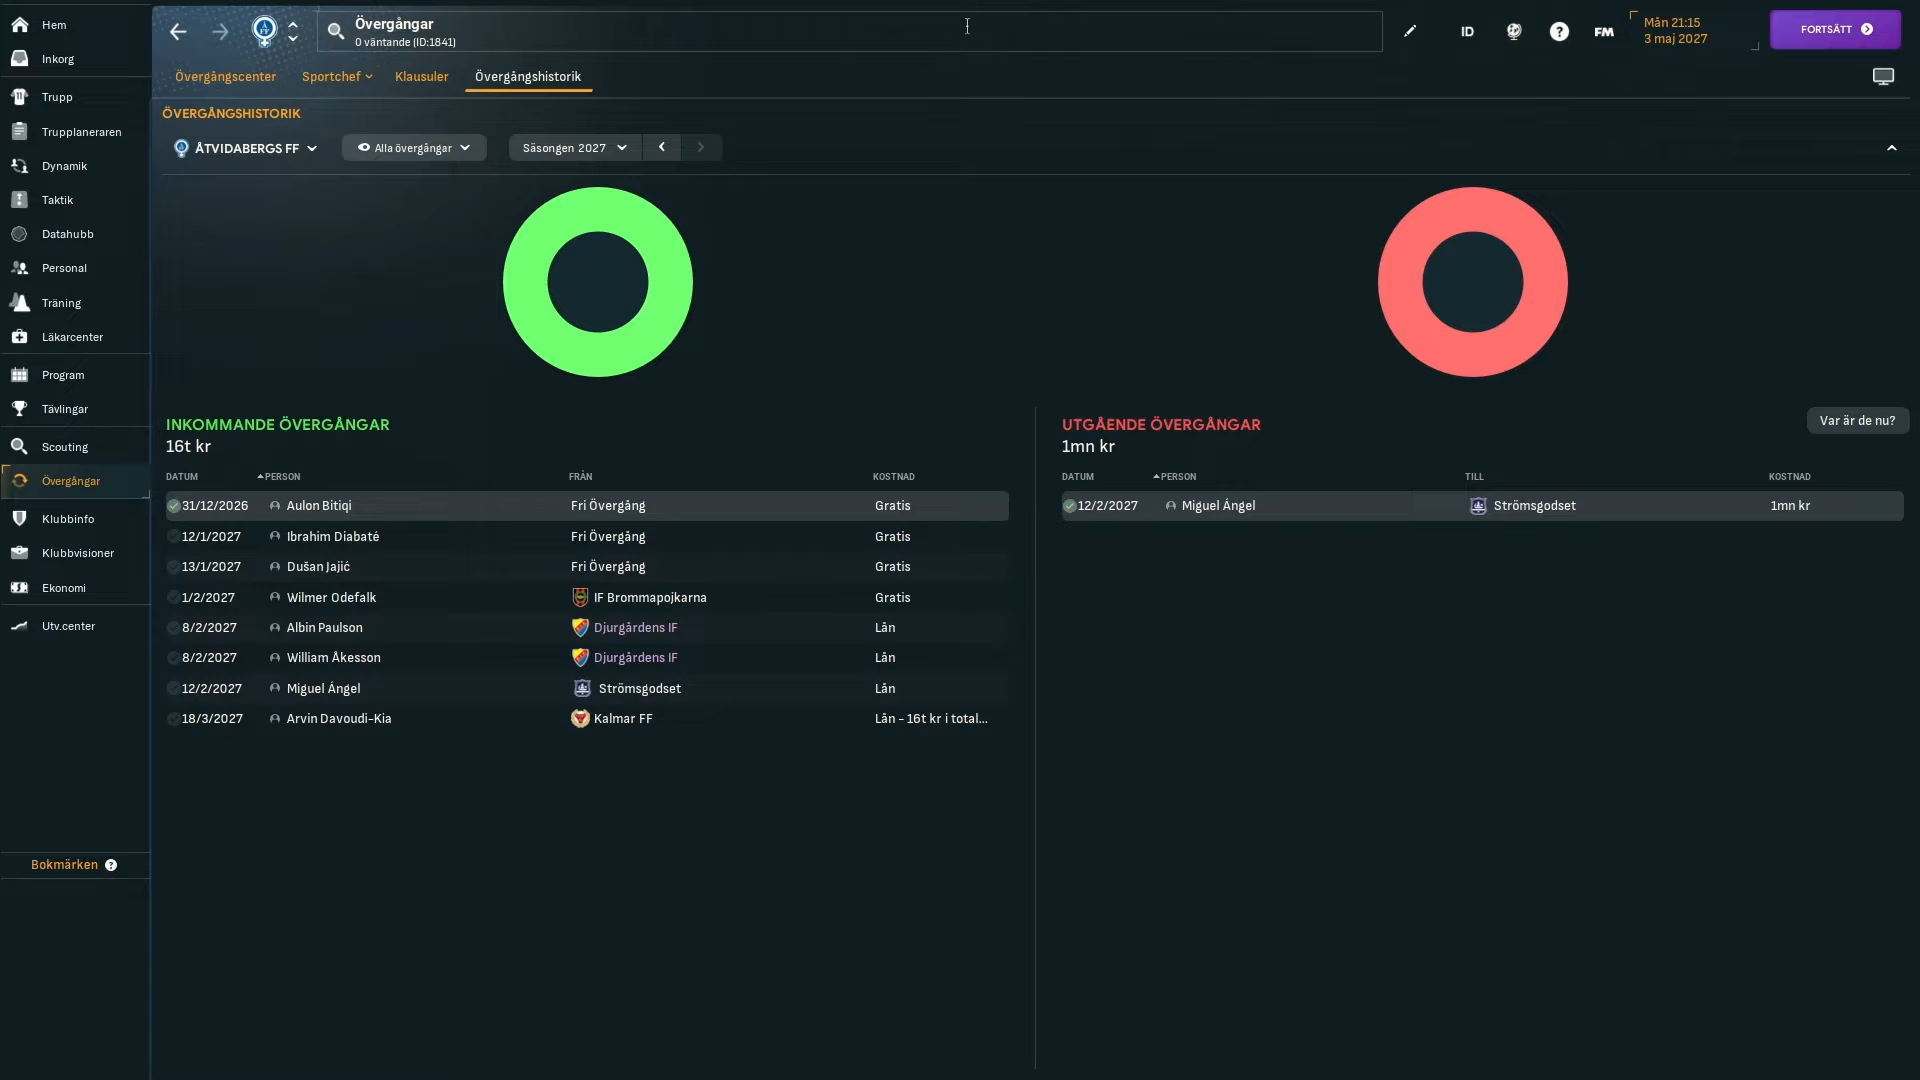 Hem
Inkorg
Trupp
Trupplaneraren
Dynamik
Taktik
Datahubb
Personal
Träning
Läkarcenter
Program
Tävlingar
Scouting
Övergångar
Klubbinfo
Klubbvisioner
Ekonomi
Utv.center
Bokmärken ?
Övergångar
0 väntande (ID:1841)
ID
?
FM
Mån 21:15
3 maj 2027
FORTSÄTT
Övergångscenter Sportchef Klausuler Övergångshistorik
ÖVERGÅNGSHISTORIK
ÅTVIDABERGS FF Alla övergångar Säsongen 2027
INKOMMANDE ÖVERGÅNGAR
16t kr
DATUM PERSON FRÅN KOSTNAD
31/12/2026 Aulon Bitiqi Fri Övergång Gratis
12/1/2027 Ibrahim Diabaté Fri Övergång Gratis
13/1/2027 Dušan Jajić Fri Övergång Gratis
1/2/2027 Wilmer Odefalk IF Brommapojkarna Gratis
8/2/2027 Albin Paulson Djurgårdens IF Lån
8/2/2027 William Åkesson Djurgårdens IF Lån
12/2/2027 Miguel Ángel Strömsgodset Lån
18/3/2027 Arvin Davoudi-Kia Kalmar FF Lån - 16t kr i total...
UTGÅENDE ÖVERGÅNGAR
1mn kr
Var är de nu?
DATUM PERSON TILL KOSTNAD
12/2/2027 Miguel Ángel Strömsgodset 1mn kr